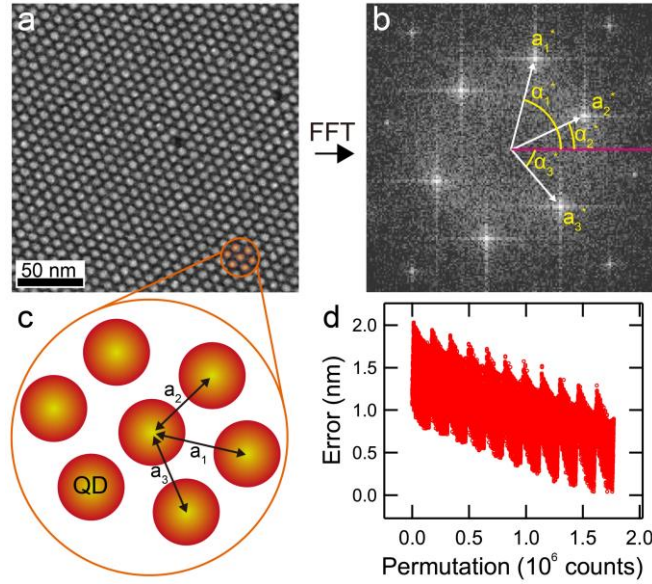 a
50 nm
FFT
b
a₁*
α₁*
a₂*
α₂*
α₃*
a₃*
c
a₂
a₁
a₃
QD
d
Error (nm)
2.0
1.5
1.0
0.5
0.0
0.0 0.5 1.0 1.5 2.0
Permutation (10⁶ counts)